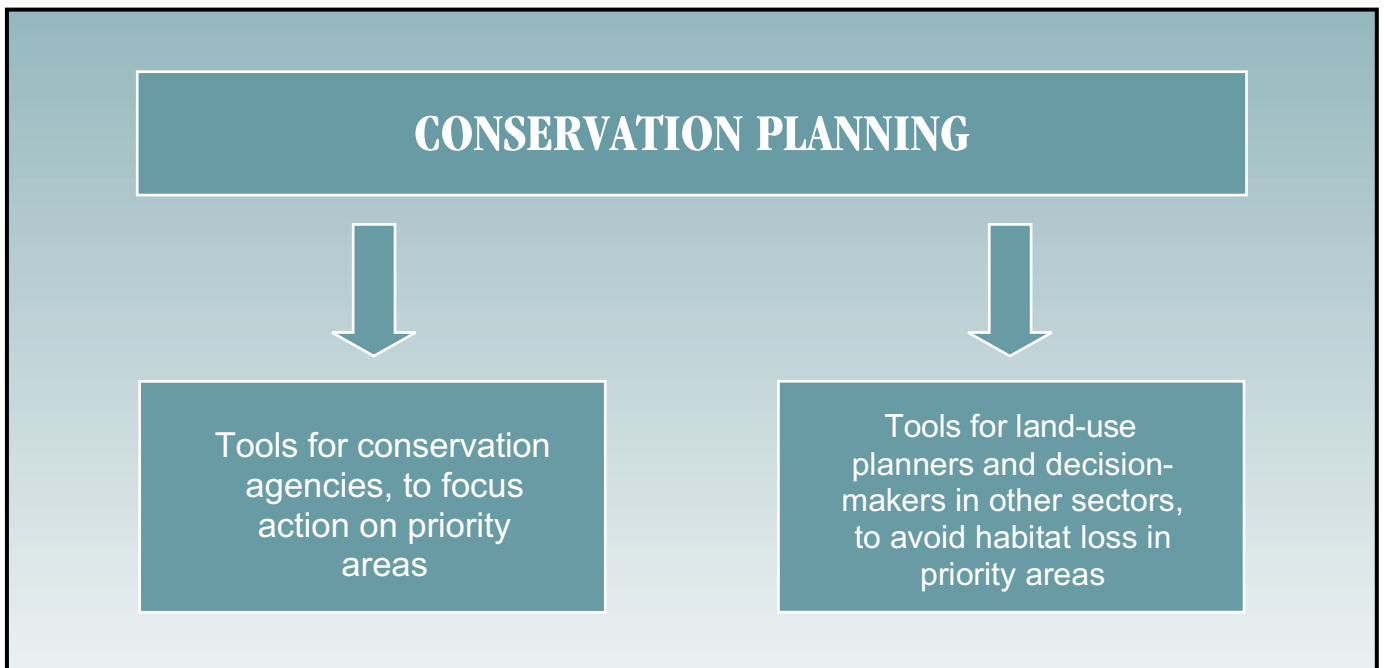 CONSERVATION PLANNING
Tools for conservation
agencies, to focus
action on priority
areas
Tools for land-use
planners and decision-
makers in other sectors,
to avoid habitat loss in
priority areas